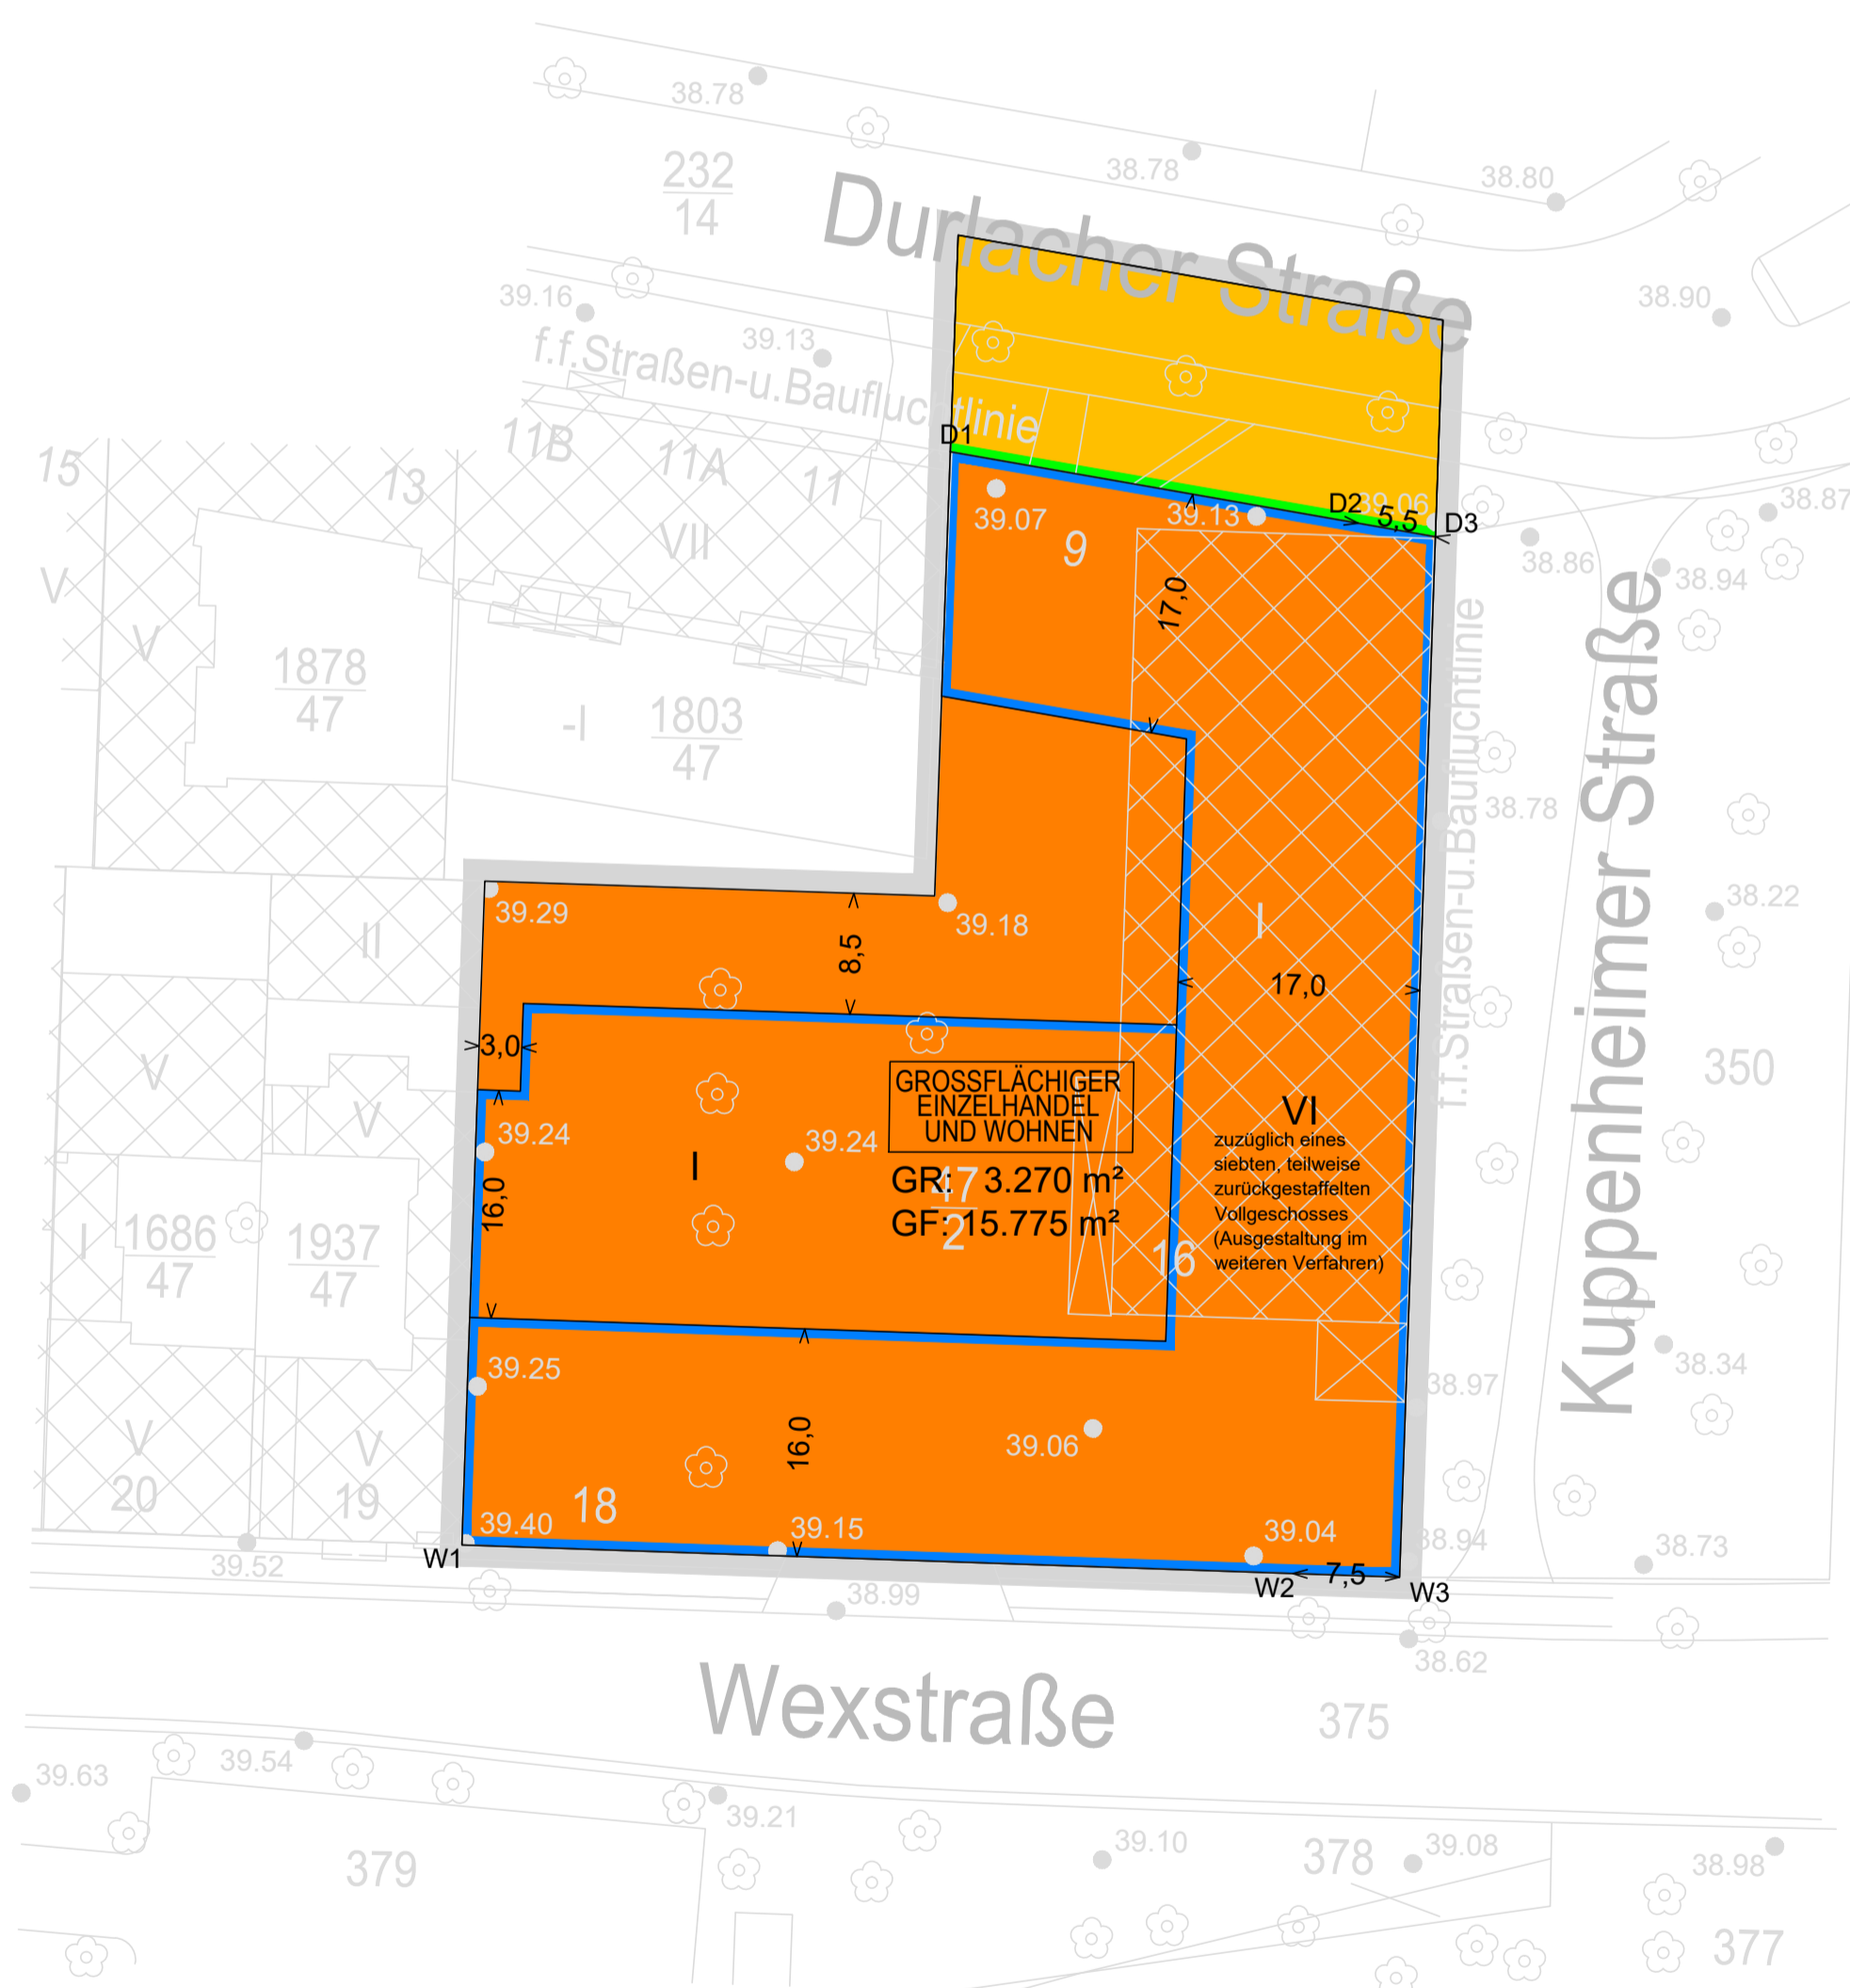 38.78
38.78
38.80
232
14
Durlacher Straße
39.16
39.13
38.90
f.f.Straßen-u.Baufluchtlinie
11B
11A
11
15
13
D1
D2
39.06
5,5
D3
38.87
39.07
39.13
9
38.86
38.94
VII
V
V
17,0
1878
47
-I
1803
47
f.f.Straßen-u.Baufluchtlinie
Kuppenheimer Straße
38.78
39.29
39.18
I
38.22
II
8,5
17,0
3,0
350
V
V
GROSSFLÄCHIGER
EINZELHANDEL
UND WOHNEN
39.24
39.24
VI
zuzüglich eines
siebten, teilweise
zurückgestaffelten
Vollgeschosses
(Ausgestaltung im
weiteren Verfahren)
I
GR: 3.270 m²
GF: 15.775 m²
47
2
16
16,0
I
1686
47
1937
47
39.25
38.34
38.97
16,0
39.06
V
V
20
19
18
39.40
39.15
39.04
38.94
38.73
39.52
W1
W2
7,5
W3
38.99
38.62
Wexstraße
375
39.63
39.54
39.21
39.10
378
39.08
38.98
379
377